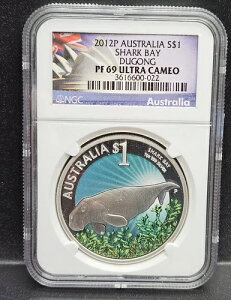 2012P AUSTRALIA S$1
SHARK BAY
DUGONG
PF 69 ULTRA CAMEO
3616600-022
NGC
Australia
AUSTRALIA $1
SHARK BAY
P